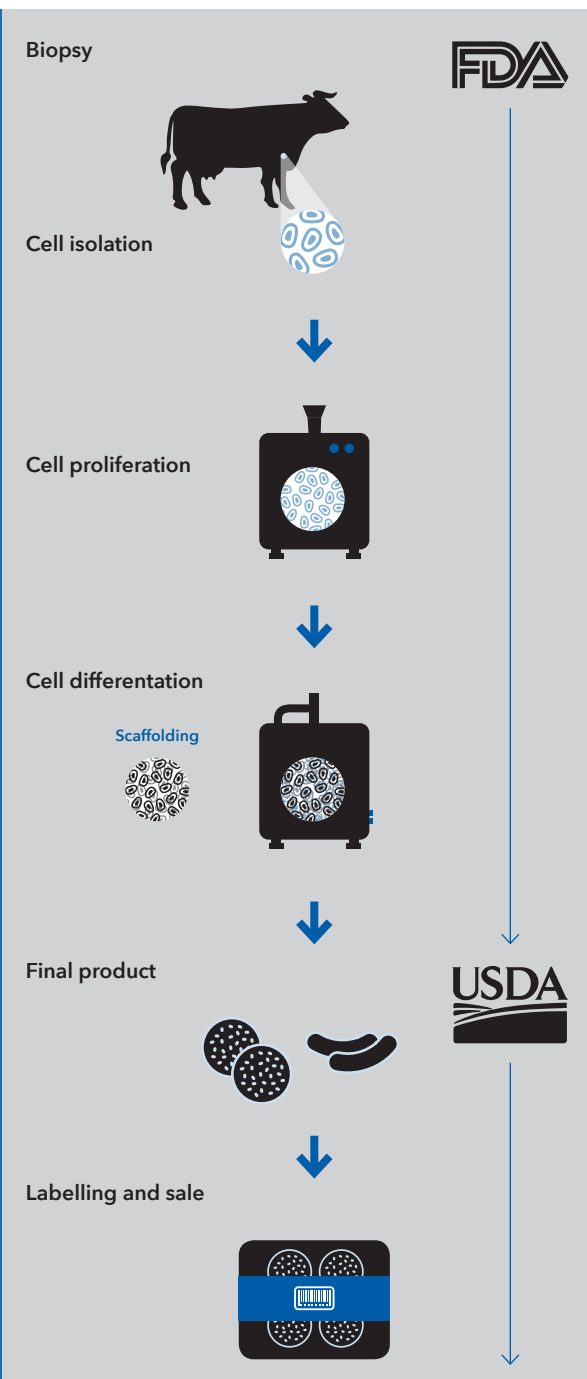 Biopsy
FDA
Cell isolation
Cell proliferation
Cell differentation
Scaffolding
Final product
USDA
Labelling and sale